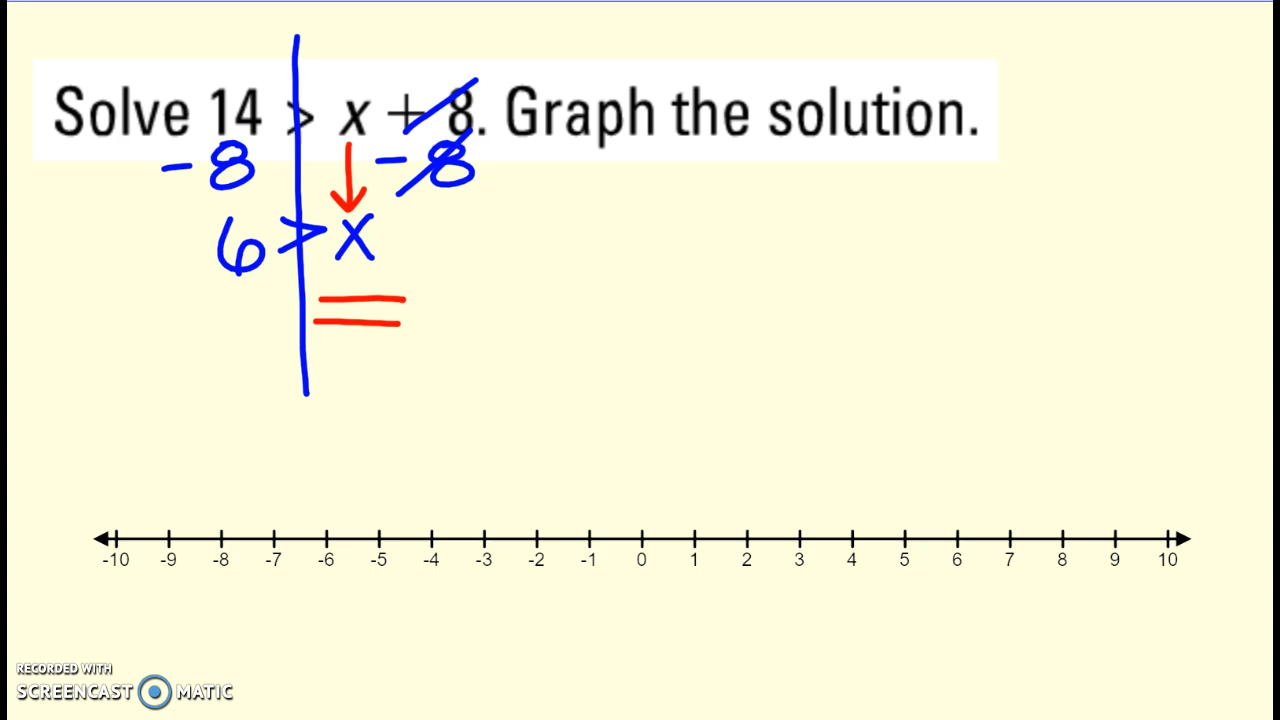 Solve 14 > x + 8. Graph the solution.
- 8 - 8
6 > x
-10 -9 -8 -7 -6 -5 -4 -3 -2 -1 0 1 2 3 4 5 6 7 8 9 10
RECORDED WITH
SCREENCAST MATIC